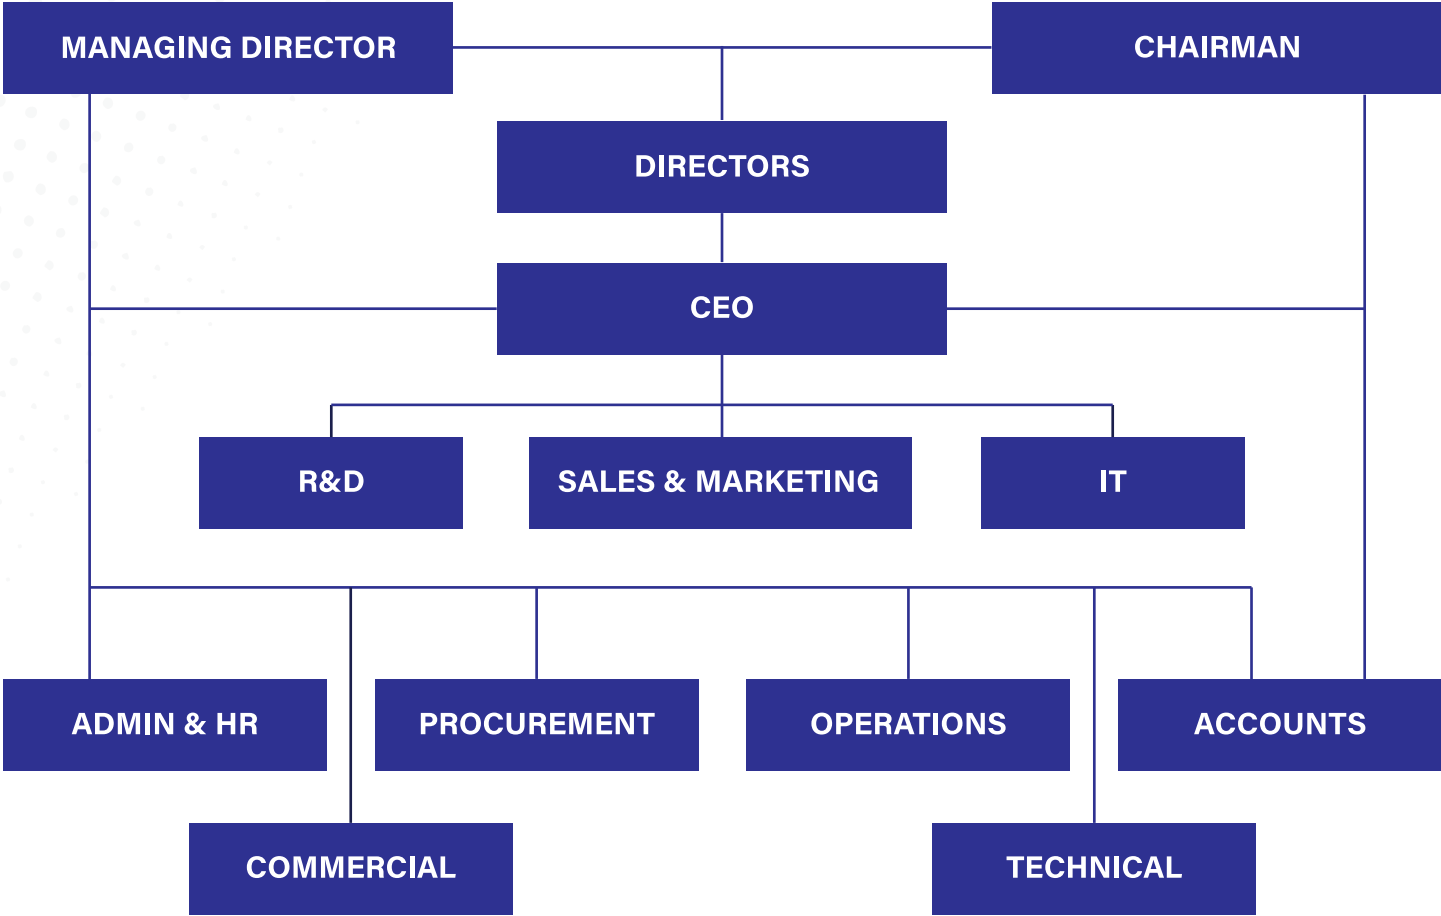 MANAGING DIRECTOR
CHAIRMAN
DIRECTORS
CEO
R&D
SALES & MARKETING
IT
ADMIN & HR
PROCUREMENT
OPERATIONS
ACCOUNTS
COMMERCIAL
TECHNICAL